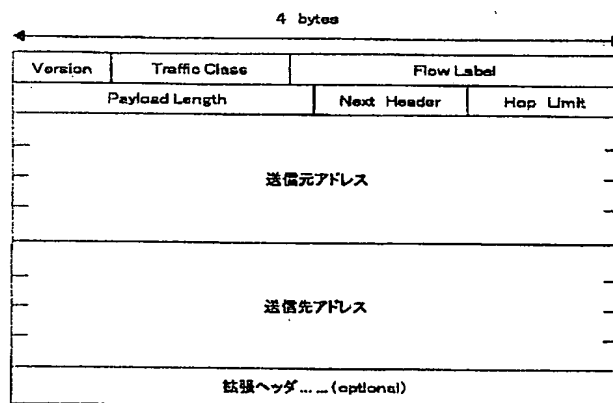 4 bytes
Version Traffic Class Flow Label
Payload Length Next Header Hop Limit
送信元アドレス
送信先アドレス
拡張ヘッダ……(optional)